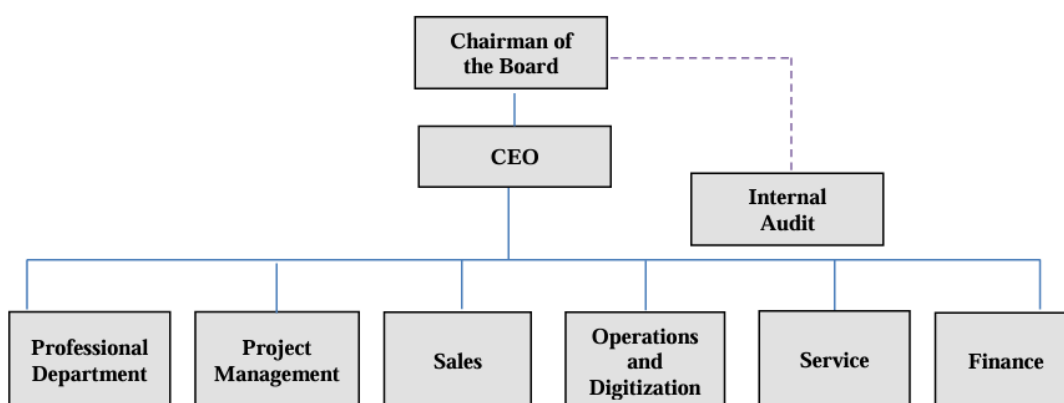 Chairman of
the Board
CEO
Internal
Audit
Professional
Department
Project
Management
Sales
Operations
and
Digitization
Service
Finance